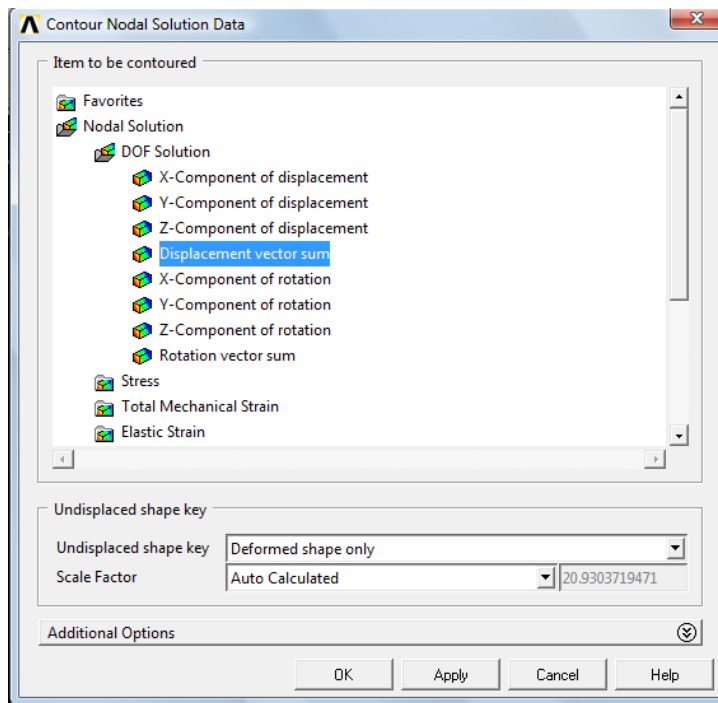 Contour Nodal Solution Data
Item to be contoured
Favorites
Nodal Solution
DOF Solution
X-Component of displacement
Y-Component of displacement
Z-Component of displacement
Displacement vector sum
X-Component of rotation
Y-Component of rotation
Z-Component of rotation
Rotation vector sum
Stress
Total Mechanical Strain
Elastic Strain
Undisplaced shape key
Undisplaced shape key Deformed shape only
Scale Factor Auto Calculated 20.9303719471
Additional Options
OK Apply Cancel Help